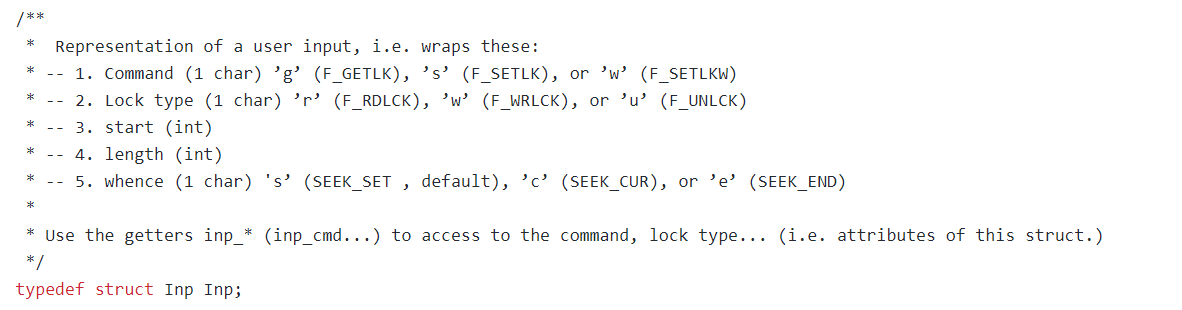 /**
 *  Representation of a user input, i.e. wraps these:
 * -- 1. Command (1 char) ’g’ (F_GETLK), ’s’ (F_SETLK), or ’w’ (F_SETLKW)
 * -- 2. Lock type (1 char) ’r’ (F_RDLCK), ’w’ (F_WRLCK), or ’u’ (F_UNLCK)
 * -- 3. start (int)
 * -- 4. length (int)
 * -- 5. whence (1 char) 's’ (SEEK_SET , default), ’c’ (SEEK_CUR), or ’e’ (SEEK_END)
 *
 * Use the getters inp_* (inp_cmd...) to access to the command, lock type... (i.e. attributes of this struct.)
 */
typedef struct Inp Inp;